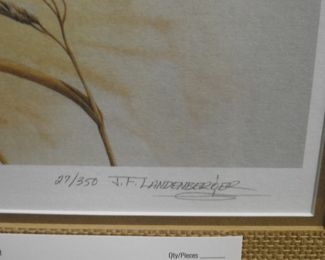 27/350 J.F. LANDENBERGER
Qty/Pieces